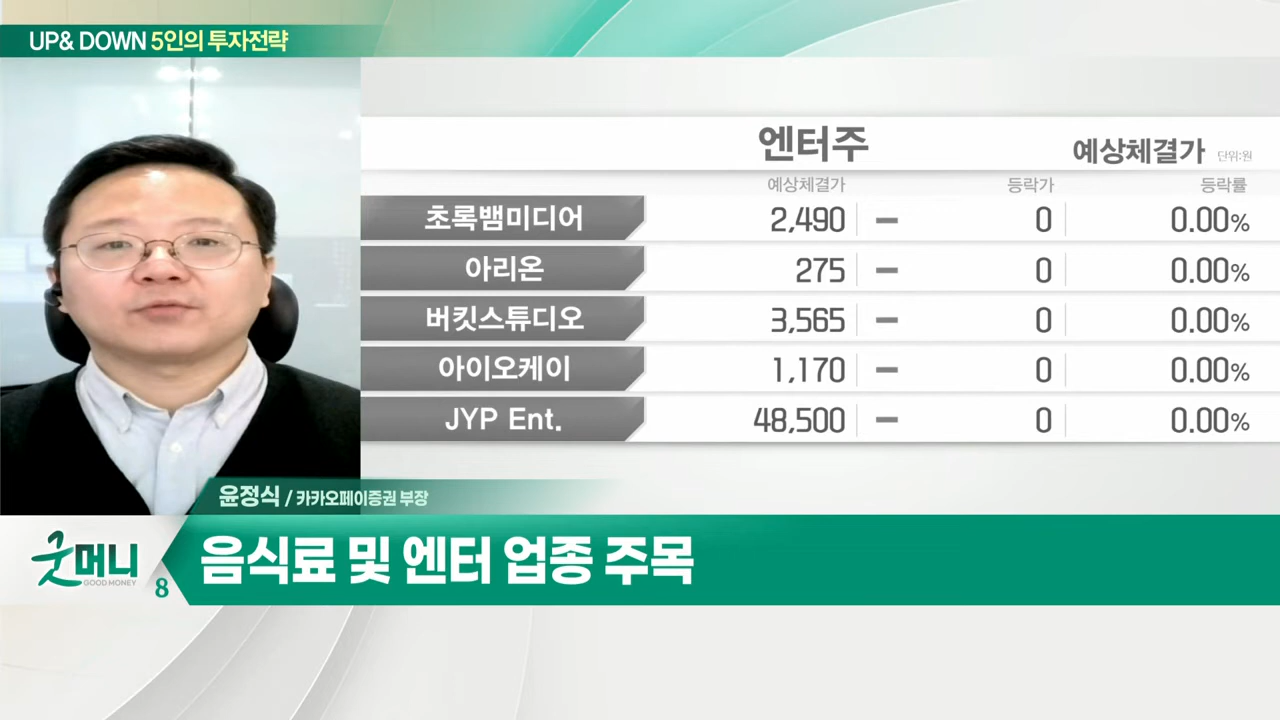 UP& DOWN 5인의 투자전략
엔터주 예상체결가 단위:원
예상체결가 등락가 등락률
초록뱀미디어 2,490 0 0.00%
아리온 275 0 0.00%
버킷스튜디오 3,565 0 0.00%
아이오케이 1,170 0 0.00%
JYP Ent. 48,500 0 0.00%
윤정식 / 카카오페이증권 부장
굿머니
GOOD MONEY
8
음식료 및 엔터 업종 주목